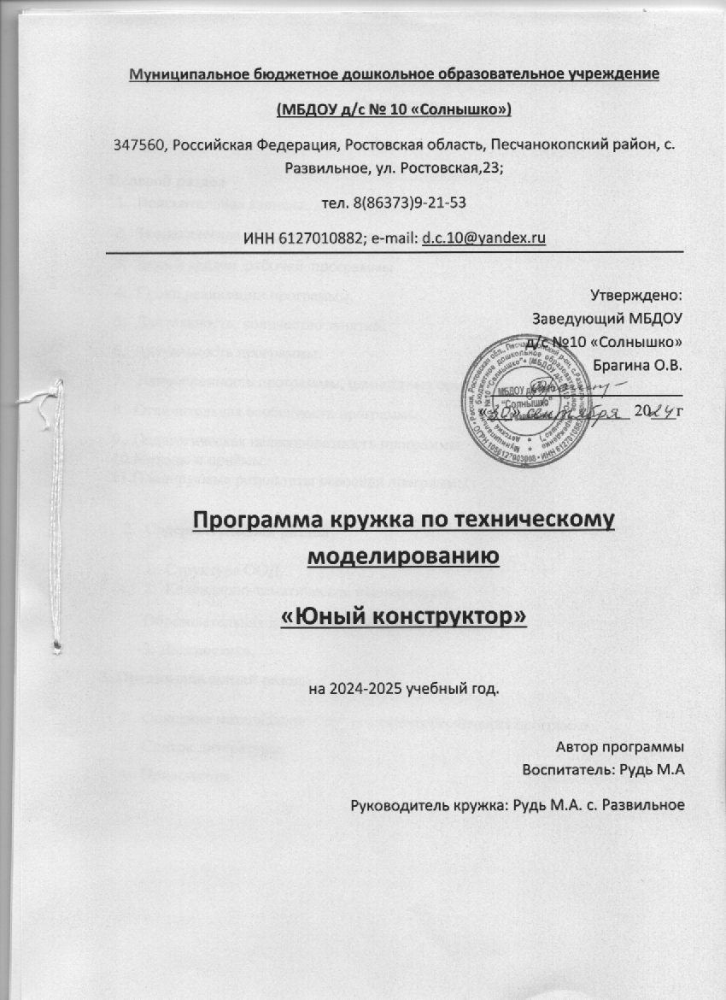 Муниципальное бюджетное дошкольное образовательное учреждение
(МБДОУ д/с № 10 «Солнышко»)
347560, Российская Федерация, Ростовская область, Песчанокопский район, с.
Развильное, ул. Ростовская,23;
тел. 8(86373)9-21-53
ИНН 6127010882; e-mail: d.c.10@yandex.ru
Утверждено:
Заведующий МБДОУ
д/с №10 «Солнышко»
Брагина О.В.
«30» сентября 2024г
МБДОУ
"Солнышко"
Программа кружка по техническому
моделированию
«Юный конструктор»
на 2024-2025 учебный год.
Автор программы
Воспитатель: Рудь М.А
Руководитель кружка: Рудь М.А. с. Развильное